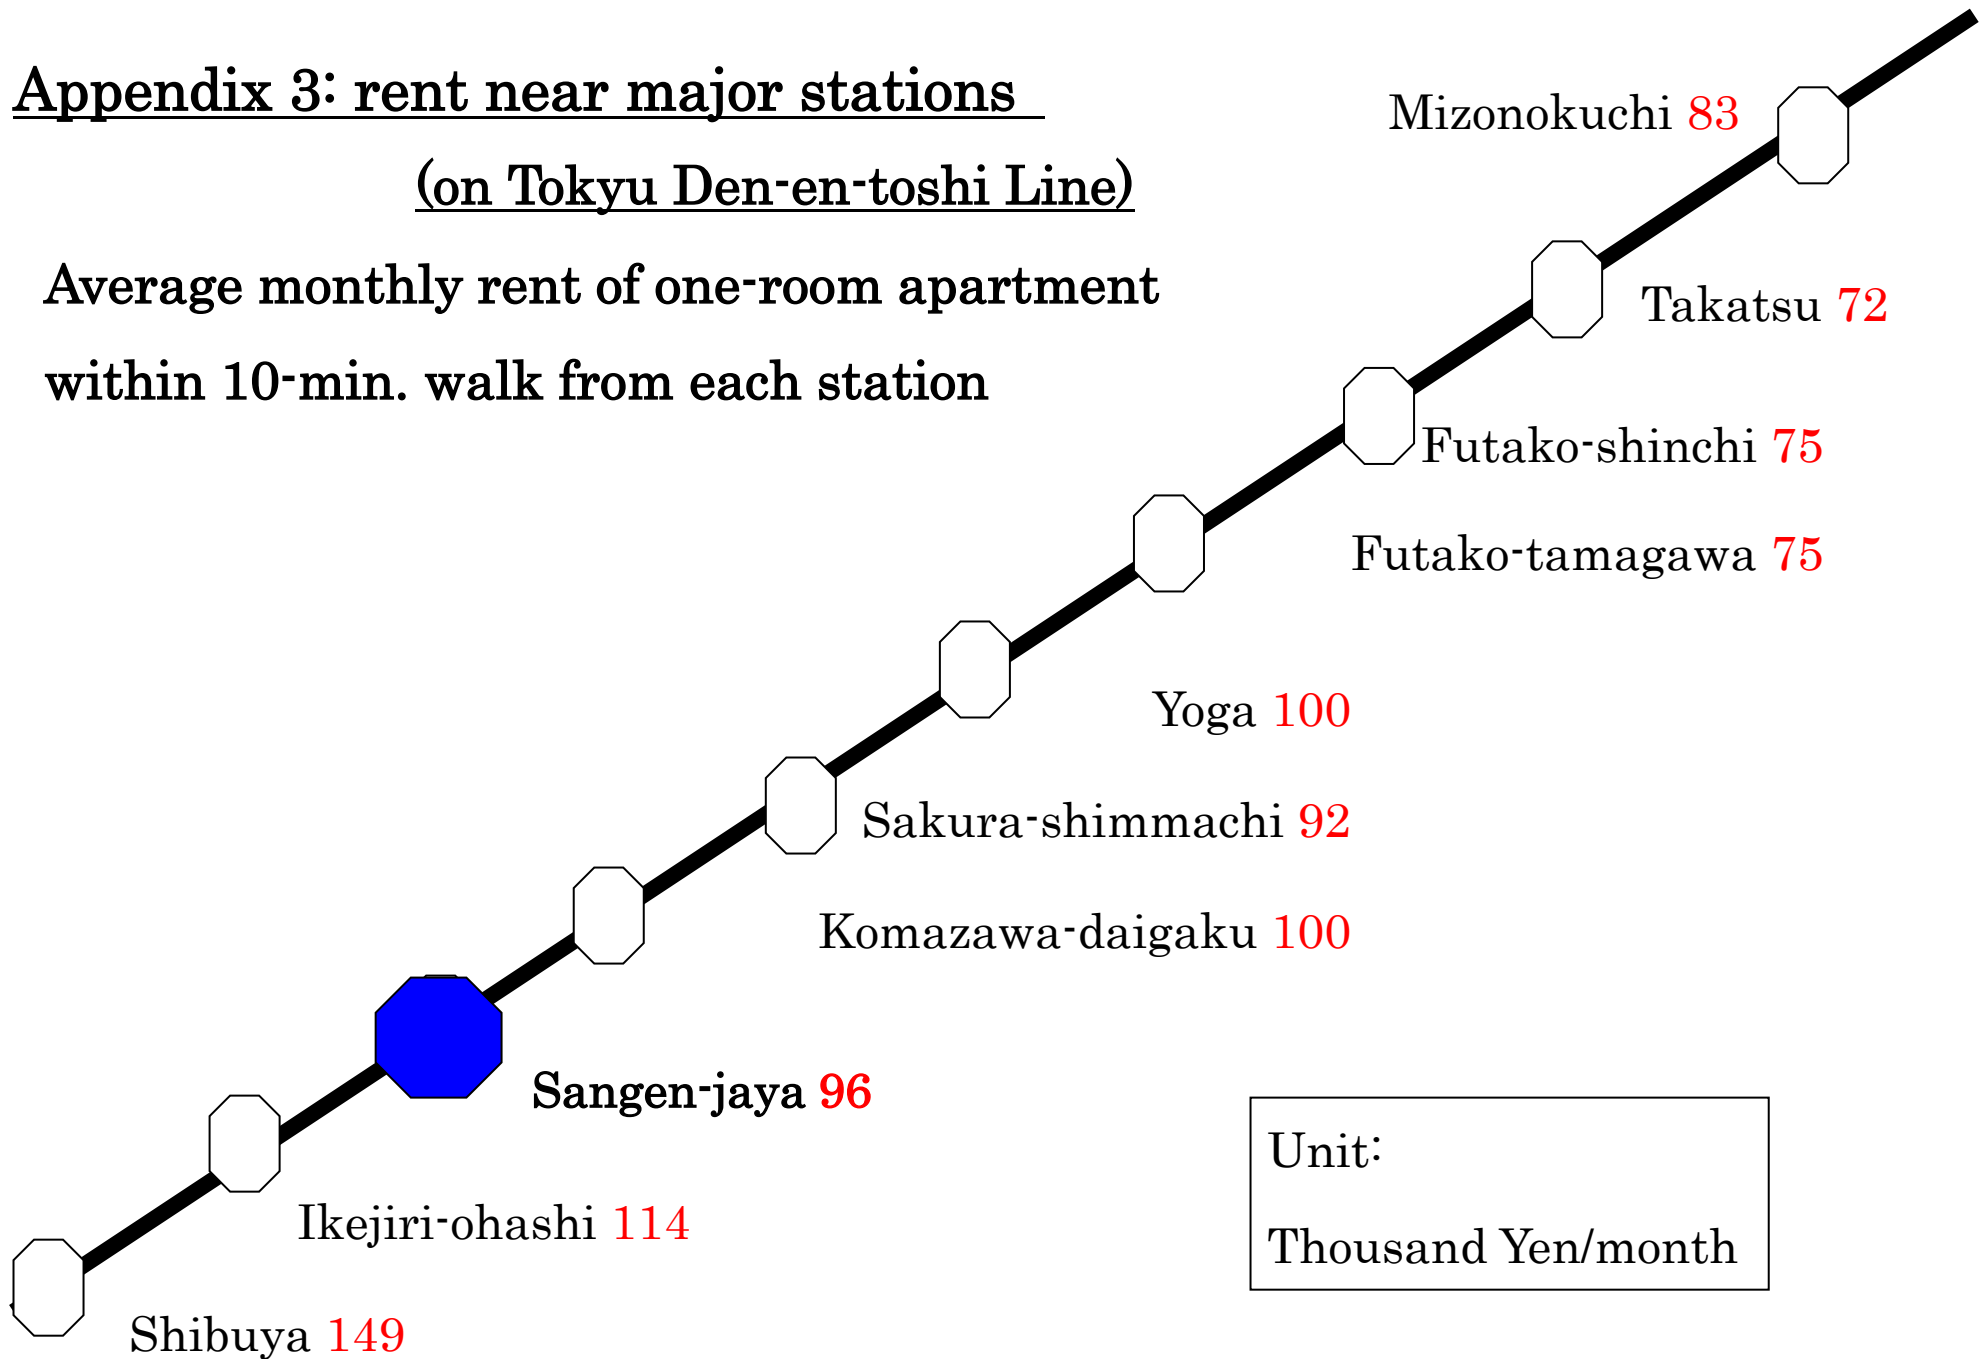 Appendix 3: rent near major stations
(on Tokyu Den-en-toshi Line)
Average monthly rent of one-room apartment
within 10-min. walk from each station
Mizonokuchi 83
Takatsu 72
Futako-shinchi 75
Futako-tamagawa 75
Yoga 100
Sakura-shimmachi 92
Komazawa-daigaku 100
Sangen-jaya 96
Ikejiri-ohashi 114
Shibuya 149
Unit:
Thousand Yen/month